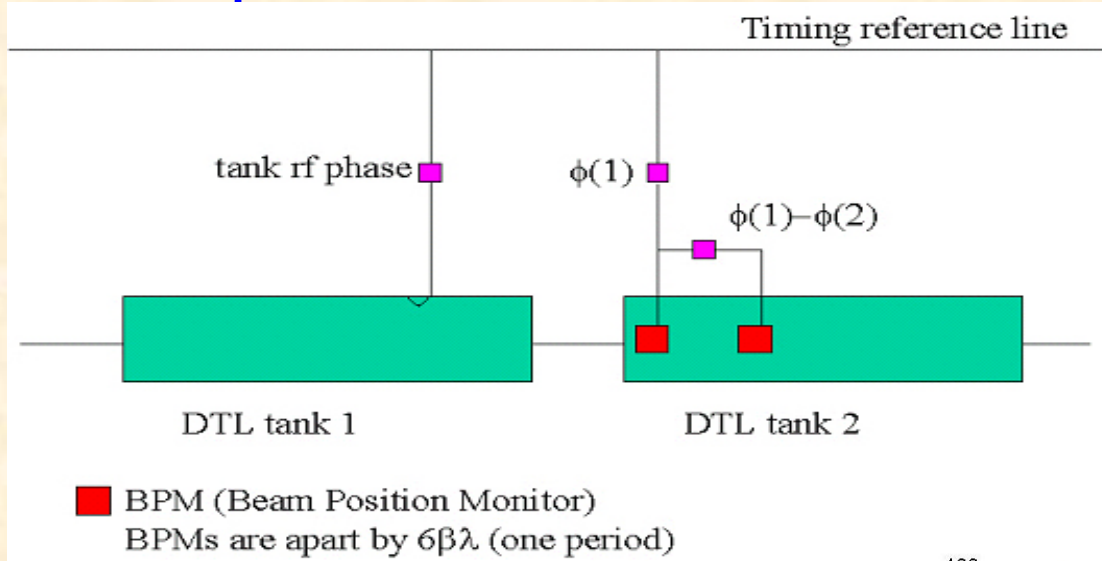 Timing reference line
tank rf phase
ϕ(1)
ϕ(1)–ϕ(2)
DTL tank 1
DTL tank 2
BPM (Beam Position Monitor)
BPMs are apart by 6βλ (one period)